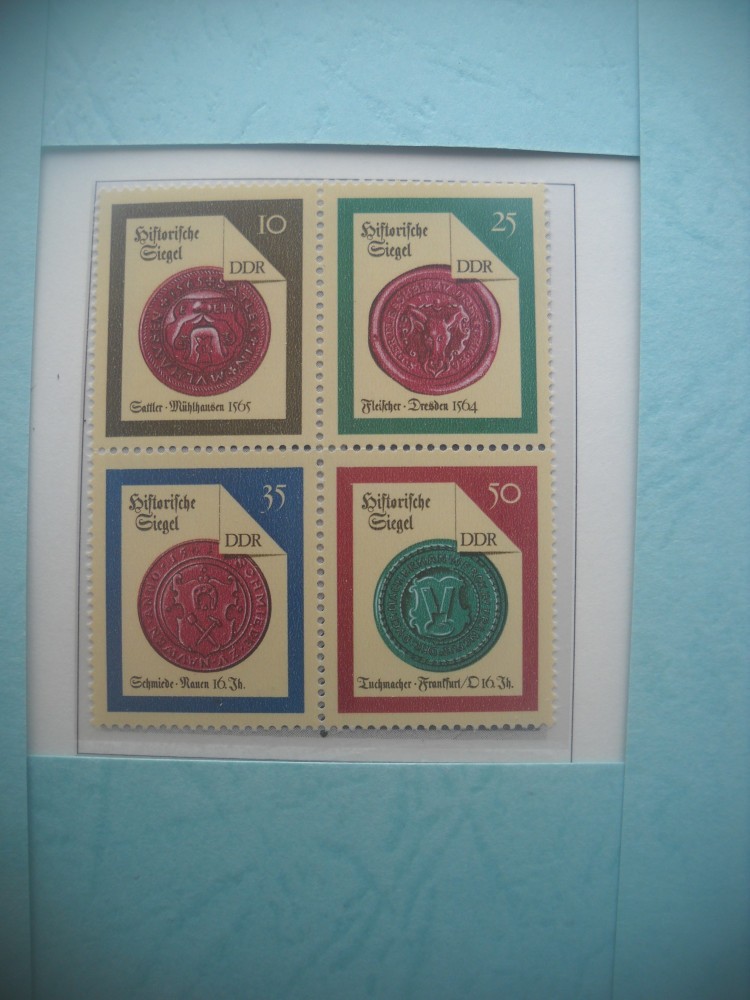 10
Historische
Siegel
DDR
Sattler · Mühlhausen 1565
25
Historische
Siegel
DDR
Fleischer · Dresden 1564
35
Historische
Siegel
DDR
Schmiede · Nauen 16. Jh.
50
Historische
Siegel
DDR
Tuchmacher · Frankfurt/O 16. Jh.